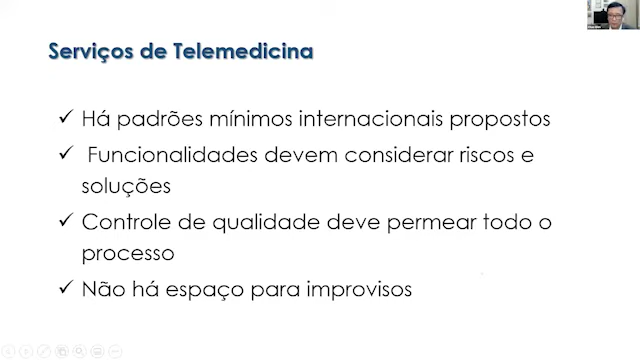 Serviços de Telemedicina
✓ Há padrões mínimos internacionais propostos
✓ Funcionalidades devem considerar riscos e
soluções
✓ Controle de qualidade deve permear todo o
processo
✓ Não há espaço para improvisos